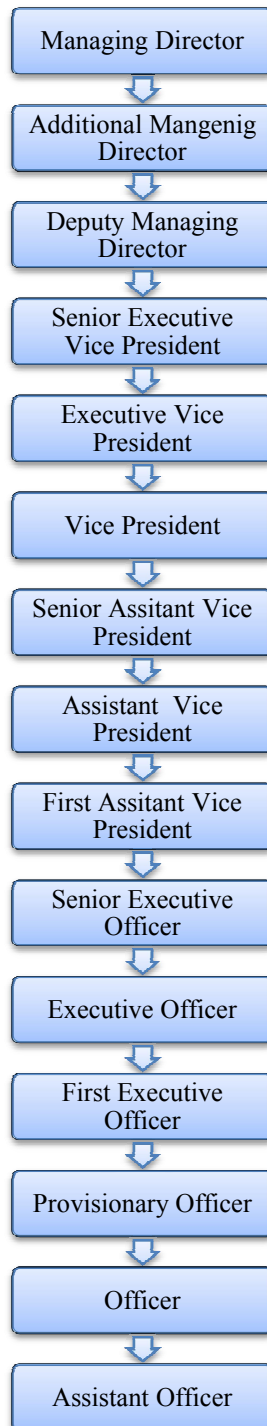 Managing Director
Additional Mangenig
Director
Deputy Managing
Director
Senior Executive
Vice President
Executive Vice
President
Vice President
Senior Assitant Vice
President
Assistant  Vice
President
First Assitant Vice
President
Senior Executive
Officer
Executive Officer
First Executive
Officer
Provisionary Officer
Officer
Assistant Officer